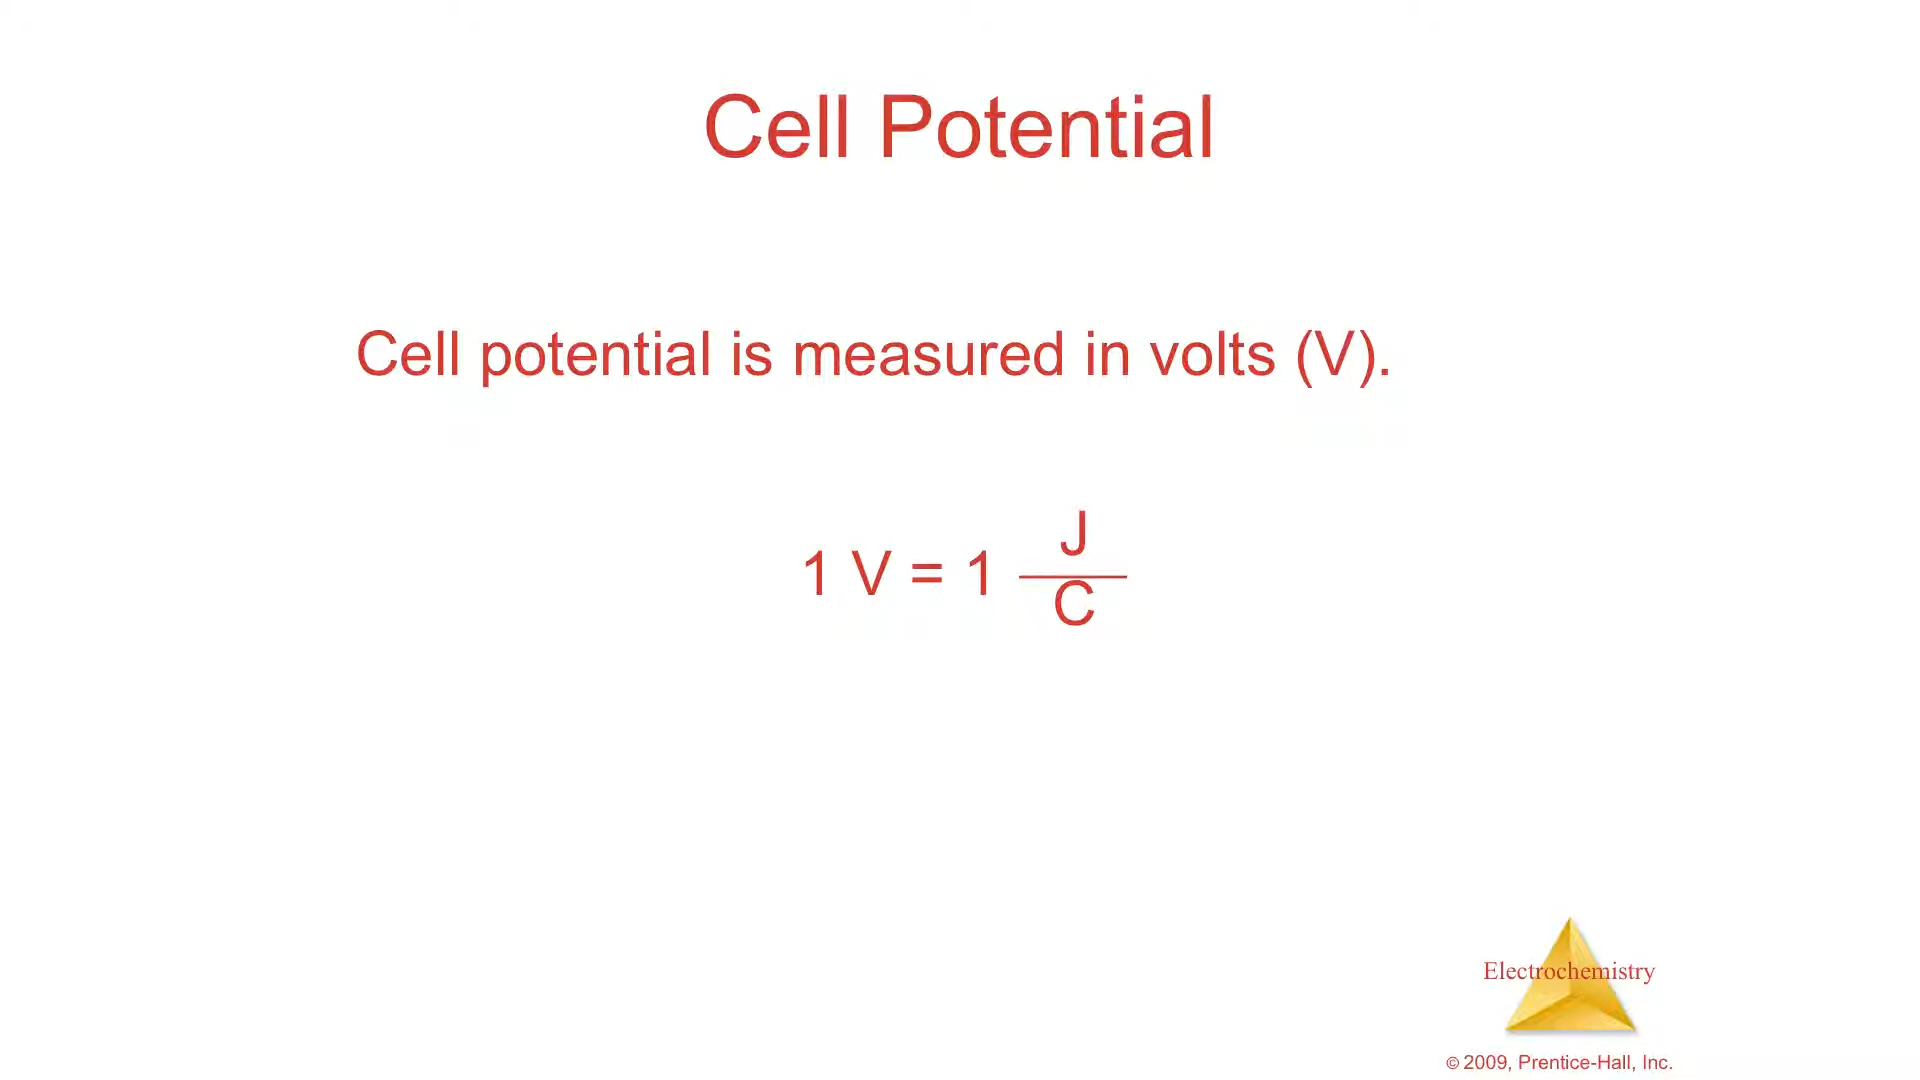 Cell Potential
Cell potential is measured in volts (V).
1 V = 1 J
C
Electrochemistry
© 2009, Prentice-Hall, Inc.